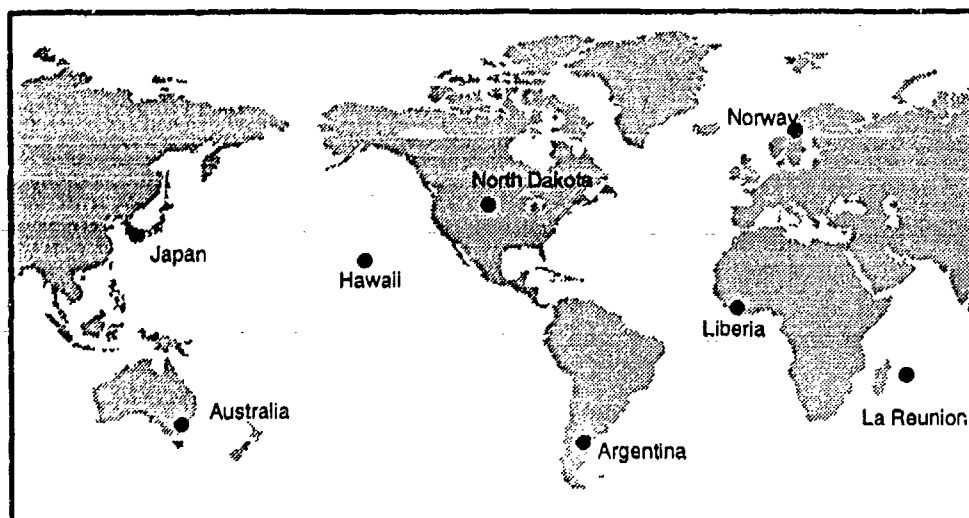 Norway
North Dakota
Japan
Hawaii
Liberia
Australia
La Reunion
Argentina